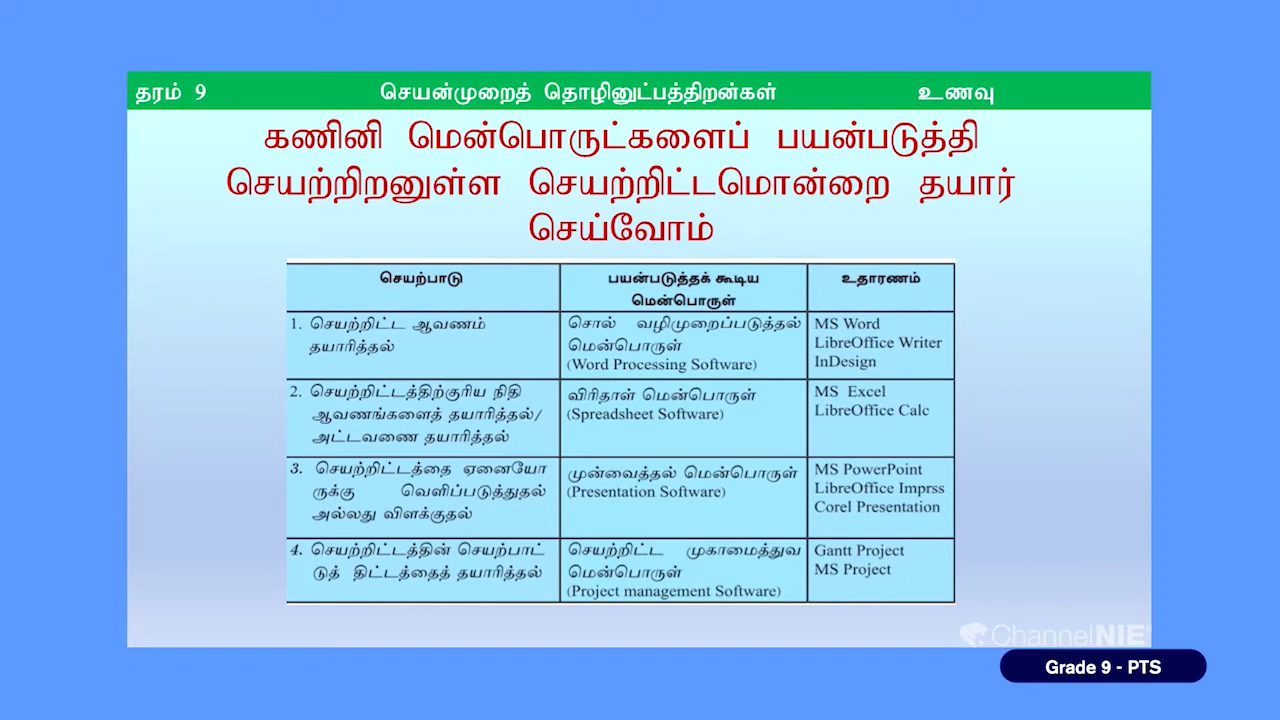 தரம் 9 செயன்முறைத் தொழினுட்பத்திறன்கள் உணவு
கணினி மென்பொருட்களைப் பயன்படுத்தி
செயற்றிறனுள்ள செயற்றிட்டமொன்றை தயார்
செய்வோம்
செயற்பாடு
பயன்படுத்தக் கூடிய
மென்பொருள்
உதாரணம்
1. செயற்றிட்ட ஆவணம்
தயாரித்தல்
சொல் வழிமுறைப்படுத்தல்
மென்பொருள்
(Word Processing Software)
MS Word
LibreOffice Writer
InDesign
2. செயற்றிட்டத்திற்குரிய நிதி
ஆவணங்களைத் தயாரித்தல்/
அட்டவணை தயாரித்தல்
விரிதாள் மென்பொருள்
(Spreadsheet Software)
MS Excel
LibreOffice Calc
3. செயற்றிட்டத்தை ஏனையோ
ருக்கு வெளிப்படுத்துதல்
அல்லது விளக்குதல்
முன்வைத்தல் மென்பொருள்
(Presentation Software)
MS PowerPoint
LibreOffice Imprss
Corel Presentation
4. செயற்றிட்டத்தின் செயற்பாட்
டுத் திட்டத்தைத் தயாரித்தல்
செயற்றிட்ட முகாமைத்துவ
மென்பொருள்
(Project management Software)
Gantt Project
MS Project
ChannelNIE
Grade 9 - PTS